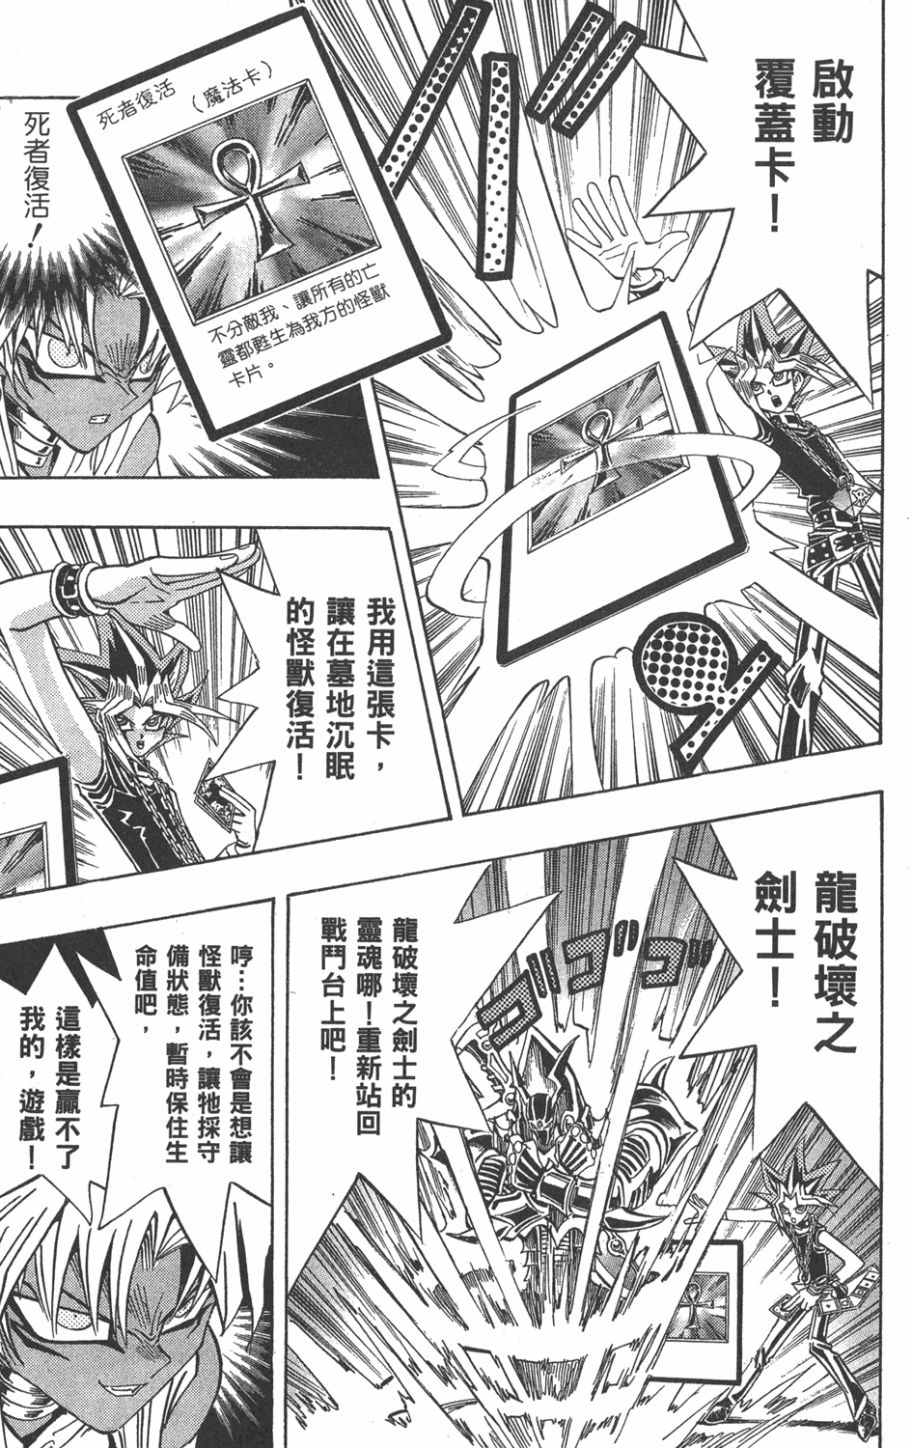 啟動
覆蓋卡！
死者復活
（魔法卡）
不分敵我、讓所有的亡
靈都甦生為我方的怪獸
卡片。
死者復活！
我用這張卡，
讓在墓地沉眠
的怪獸復活！
龍破壞之
劍士！
ゴゴゴ
龍破壞之劍士的
靈魂哪！重新站回
戰鬥台上吧！
哼…你該不會是想讓
怪獸復活，讓牠採守
備狀態，暫時保住生
命值吧，
這樣是贏不了
我的，遊戲！